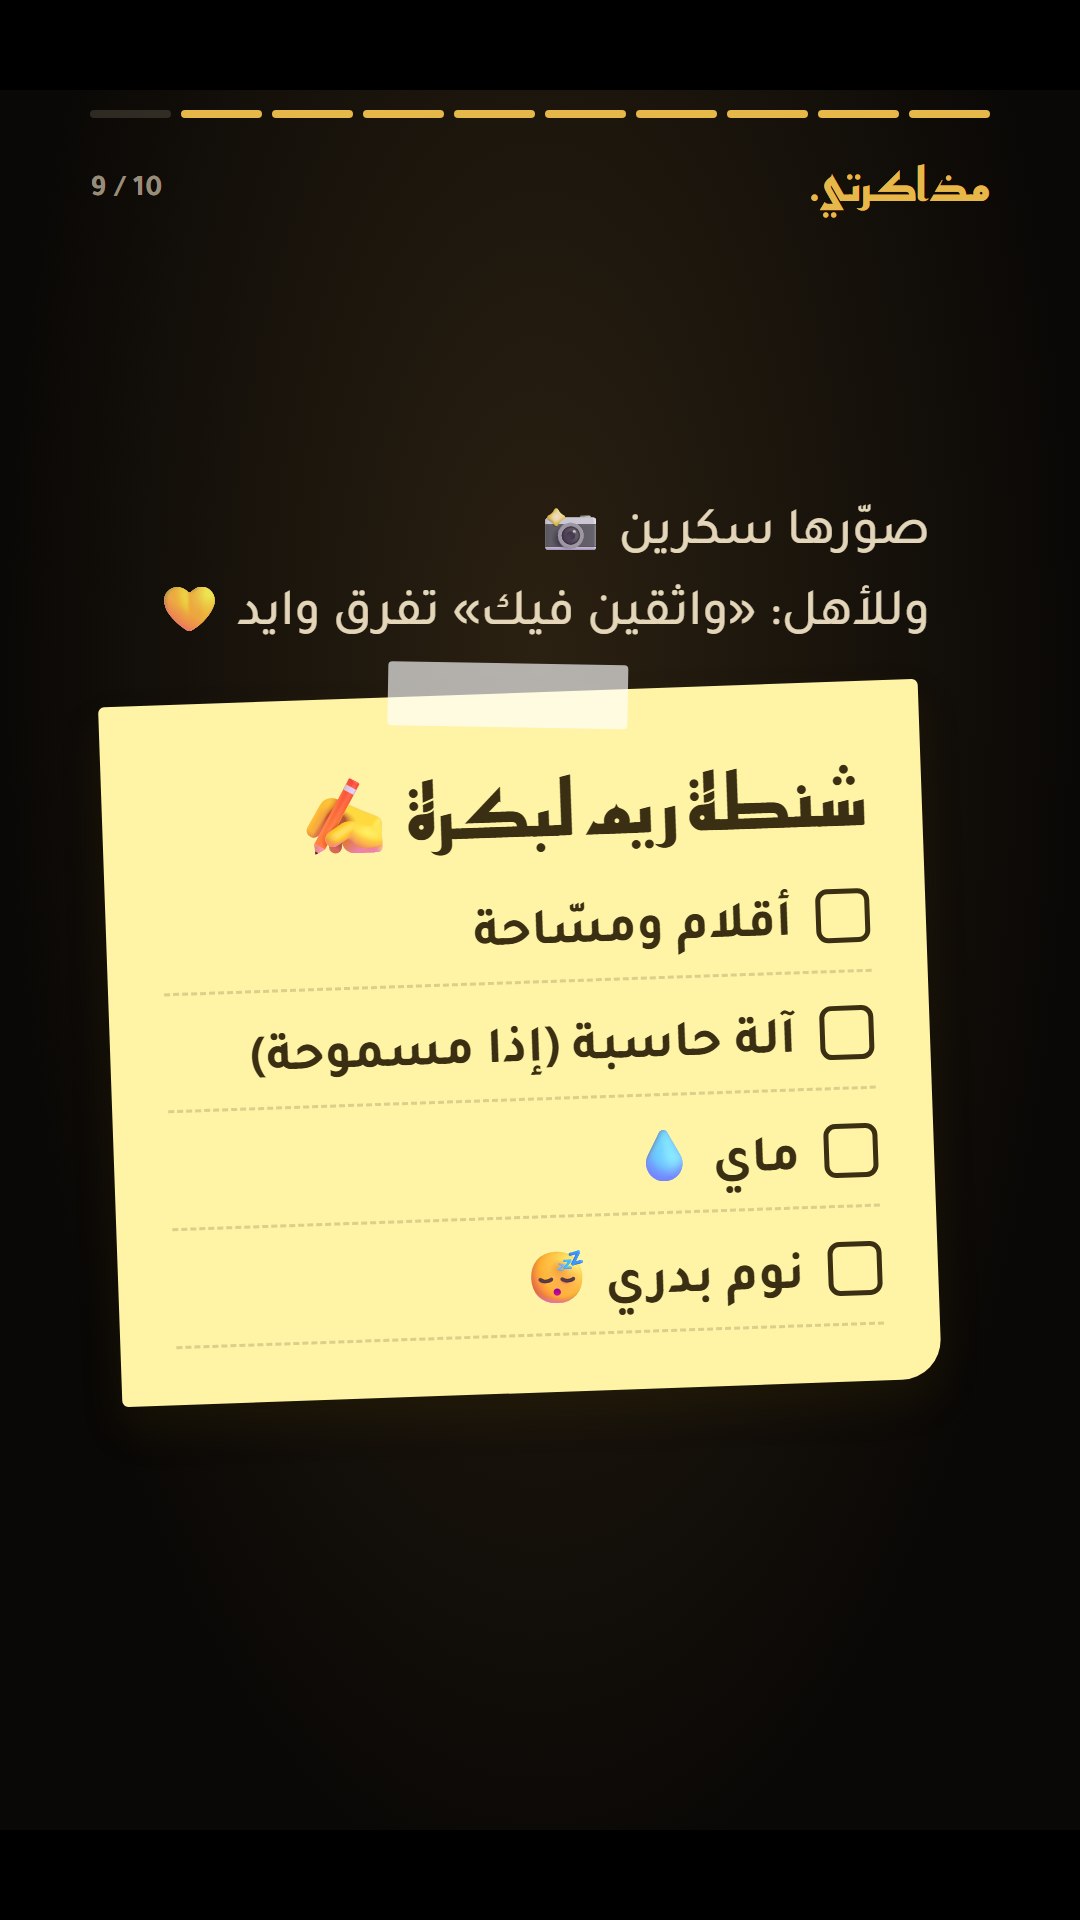 مذاكرتي.
9 / 10
صوّرها سكرين 📸
وللأهل: «واثقين فيك» تفرق وايد 💛
شنطة ريم لبكرة ✍️
أقلام ومسّاحة
آلة حاسبة (إذا مسموحة)
ماي 💧
نوم بدري 😴